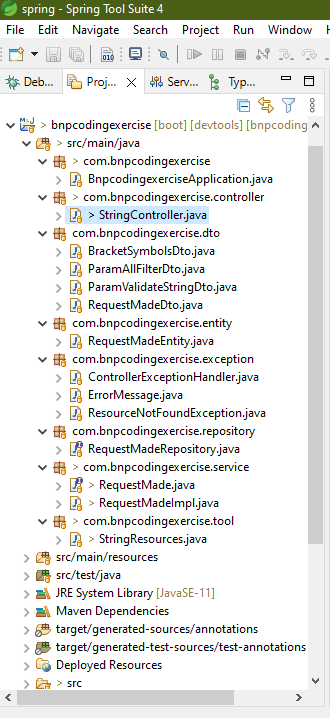 spring - Spring Tool Suite 4
File Edit Navigate Search Project Run Window
Deb... Proj... Serv... Typ...
> bnpcodingexercise [boot] [devtools] [bnpcoding
> src/main/java
> com.bnpcodingexercise
> BnpcodingexerciseApplication.java
> com.bnpcodingexercise.controller
> StringController.java
com.bnpcodingexercise.dto
BracketSymbolsDto.java
ParamAllFilterDto.java
ParamValidateStringDto.java
RequestMadeDto.java
com.bnpcodingexercise.entity
RequestMadeEntity.java
com.bnpcodingexercise.exception
ControllerExceptionHandler.java
ErrorMessage.java
ResourceNotFoundException.java
com.bnpcodingexercise.repository
RequestMadeRepository.java
> com.bnpcodingexercise.service
> RequestMade.java
> RequestMadeImpl.java
> com.bnpcodingexercise.tool
> StringResources.java
src/main/resources
src/test/java
JRE System Library [JavaSE-11]
Maven Dependencies
target/generated-sources/annotations
target/generated-test-sources/test-annotations
Deployed Resources
> src